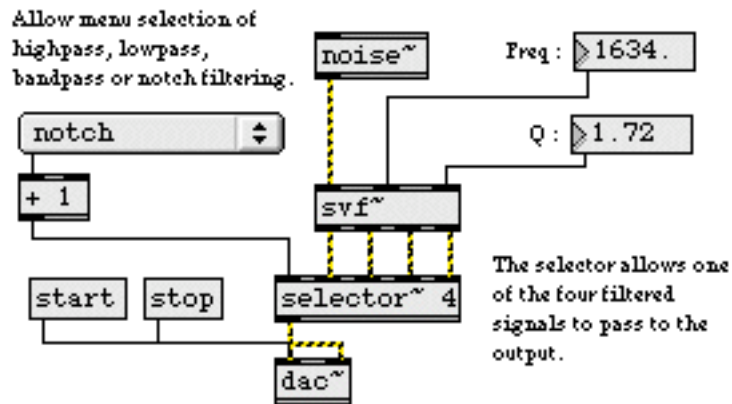 Allow menu selection of
highpass, lowpass,
bandpass or notch filtering.
noise~
Freq : 1634.
notch
Q : 1.72
+ 1
svf~
start
stop
selector~ 4
The selector allows one
of the four filtered
signals to pass to the
output.
dac~